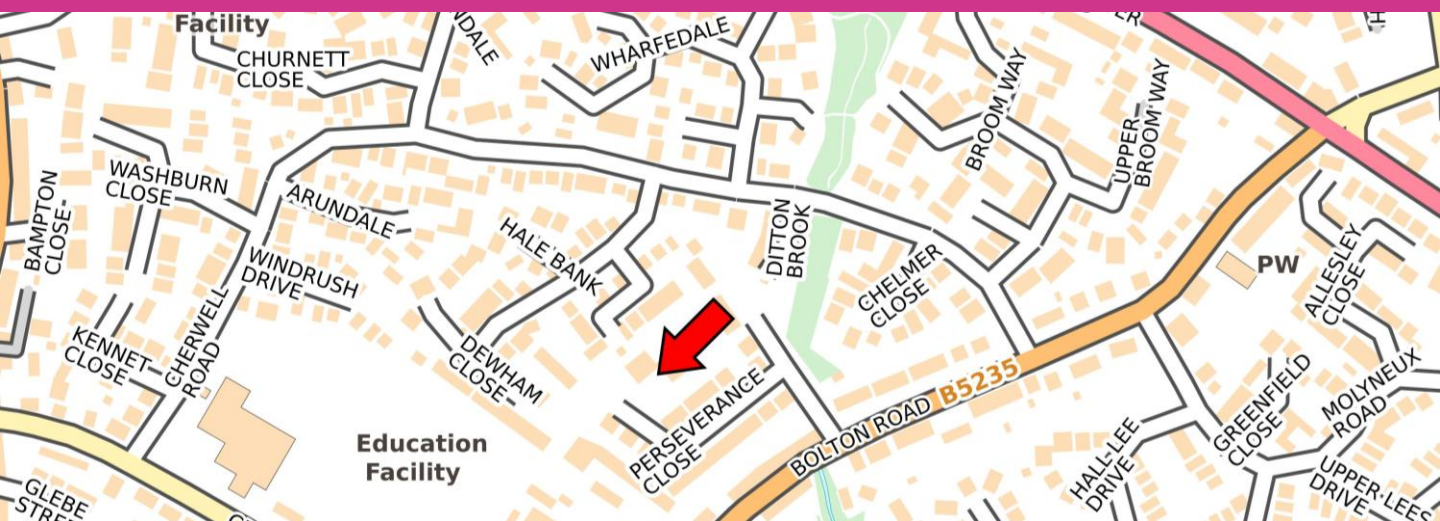 Facility
CHURNETT
CLOSE
WHARFEDALE
BROOM WAY
UPPER
BROOM WAY
WASHBURN
CLOSE
BAMPTON
CLOSE
ARUNDALE
HALE BANK
DITTON
BROOK
CHELMER
CLOSE
PW
ALLESLEY
CLOSE
WINDRUSH
DRIVE
CHERWELL
ROAD
KENNET
CLOSE
DEWHAM
CLOSE
Education
Facility
PERSEVERANCE
CLOSE
BOLTON ROAD
B5235
HALL-LEE
DRIVE
GREENFIELD
CLOSE
MOLYNEUX
ROAD
UPPER-LEES
DRIVE
GLEBE